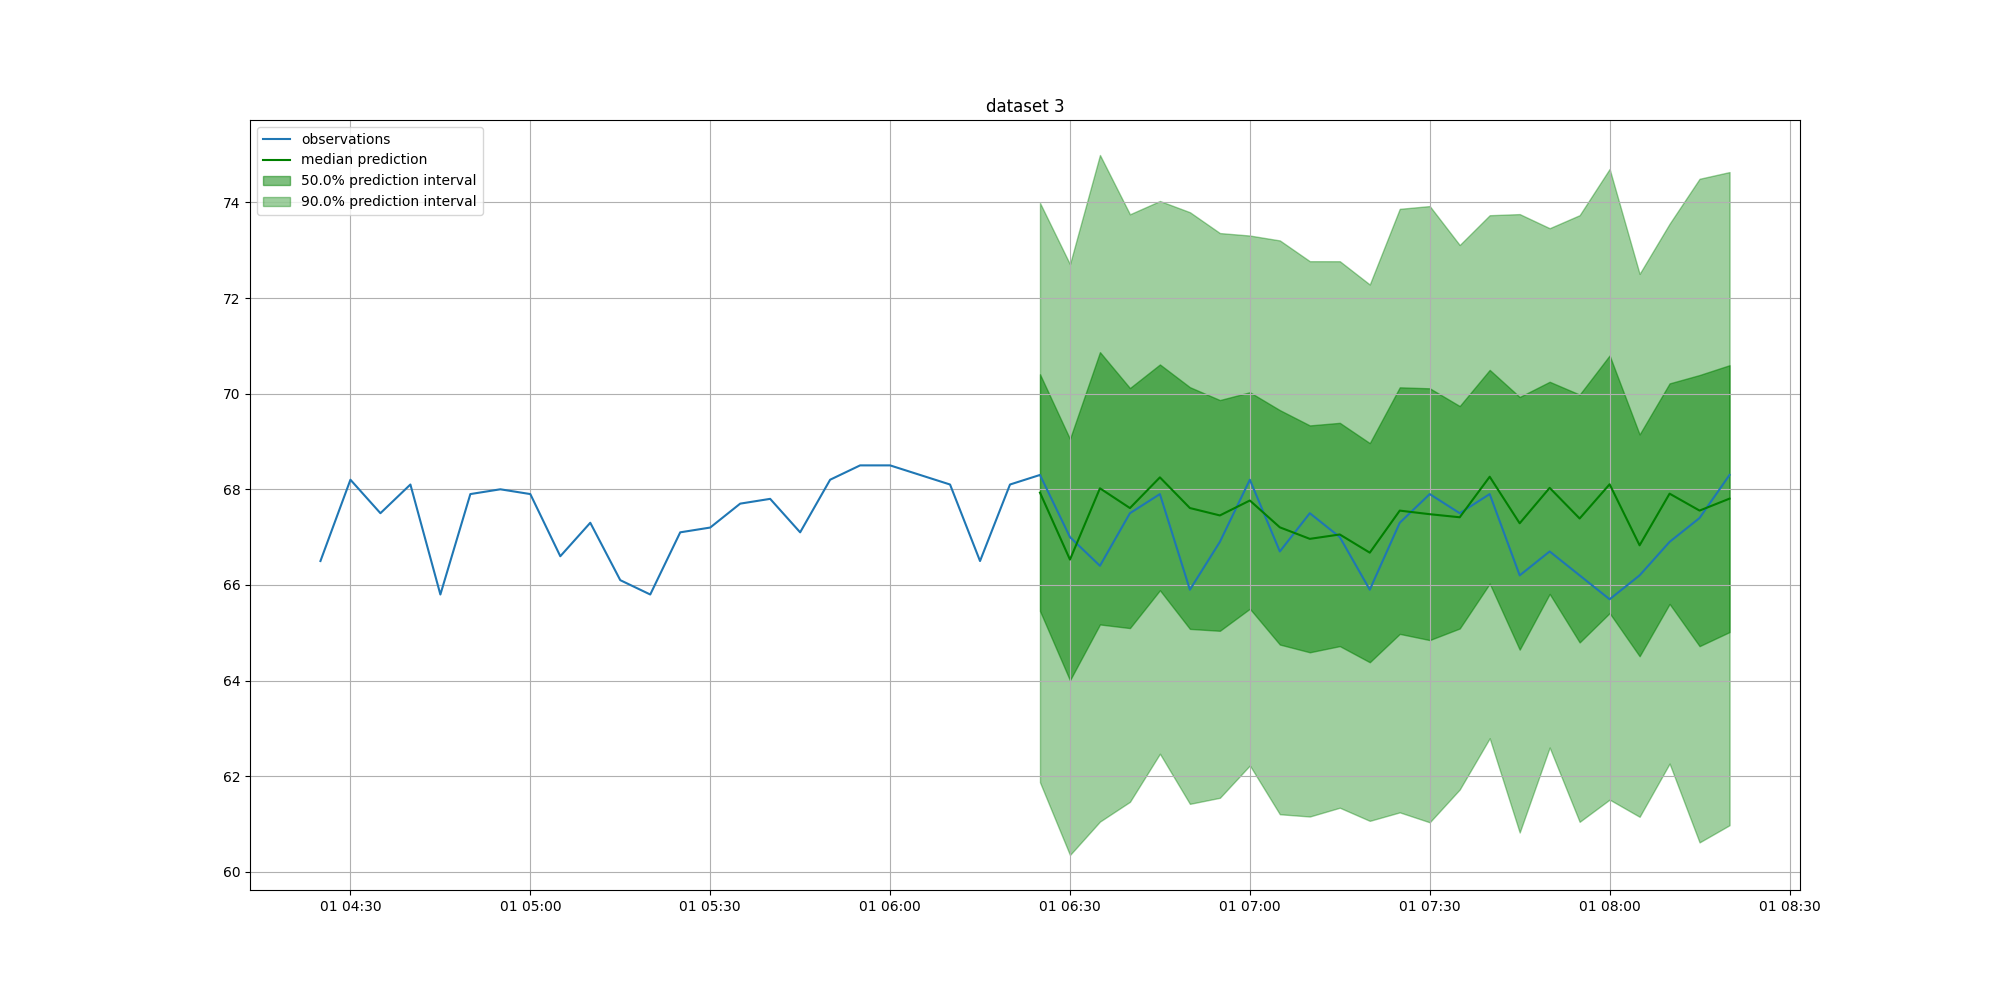 dataset 3
observations
median prediction
50.0% prediction interval
90.0% prediction interval
74
72
70
68
66
64
62
60
01 04:30 01 05:00 01 05:30 01 06:00 01 06:30 01 07:00 01 07:30 01 08:00 01 08:30